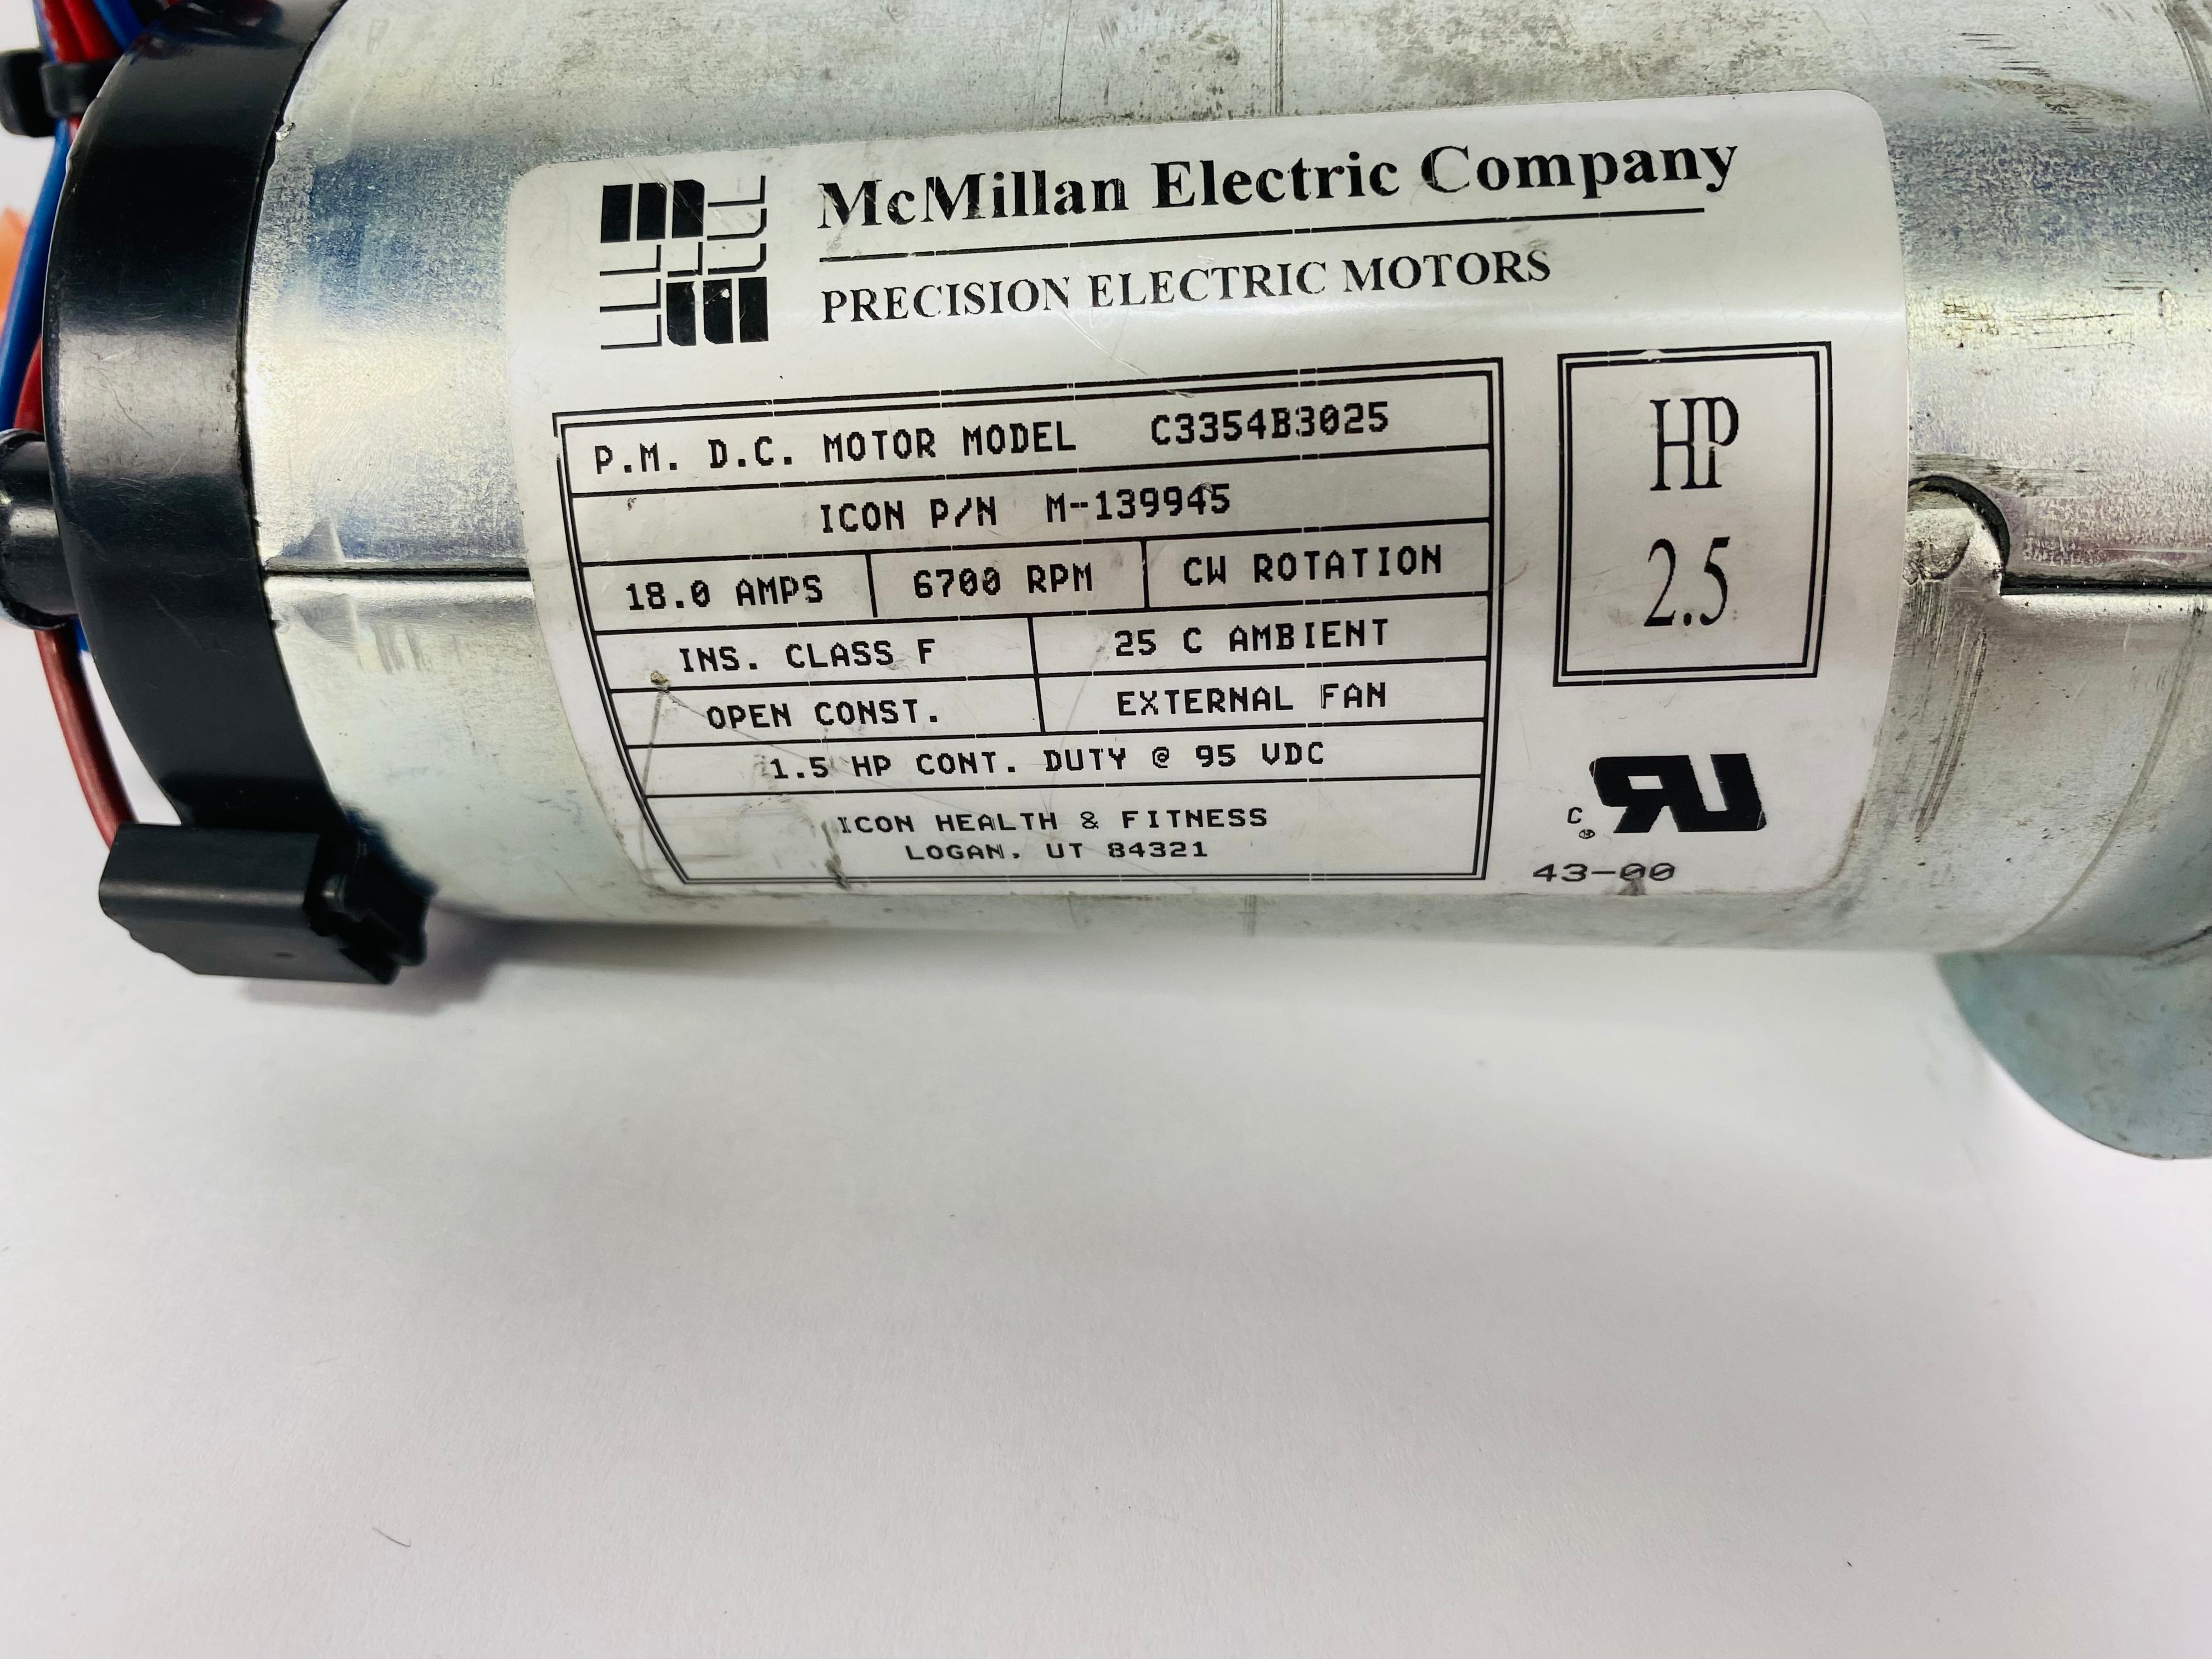 McMillan Electric Company
PRECISION ELECTRIC MOTORS
P.M. D.C. MOTOR MODEL C3354B3025
ICON P/N M-139945
18.0 AMPS 6700 RPM CW ROTATION
INS. CLASS F 25 C AMBIENT
OPEN CONST. EXTERNAL FAN
1.5 HP CONT. DUTY @ 95 VDC
ICON HEALTH & FITNESS
LOGAN, UT 84321
HP
2.5
c RU
43-00